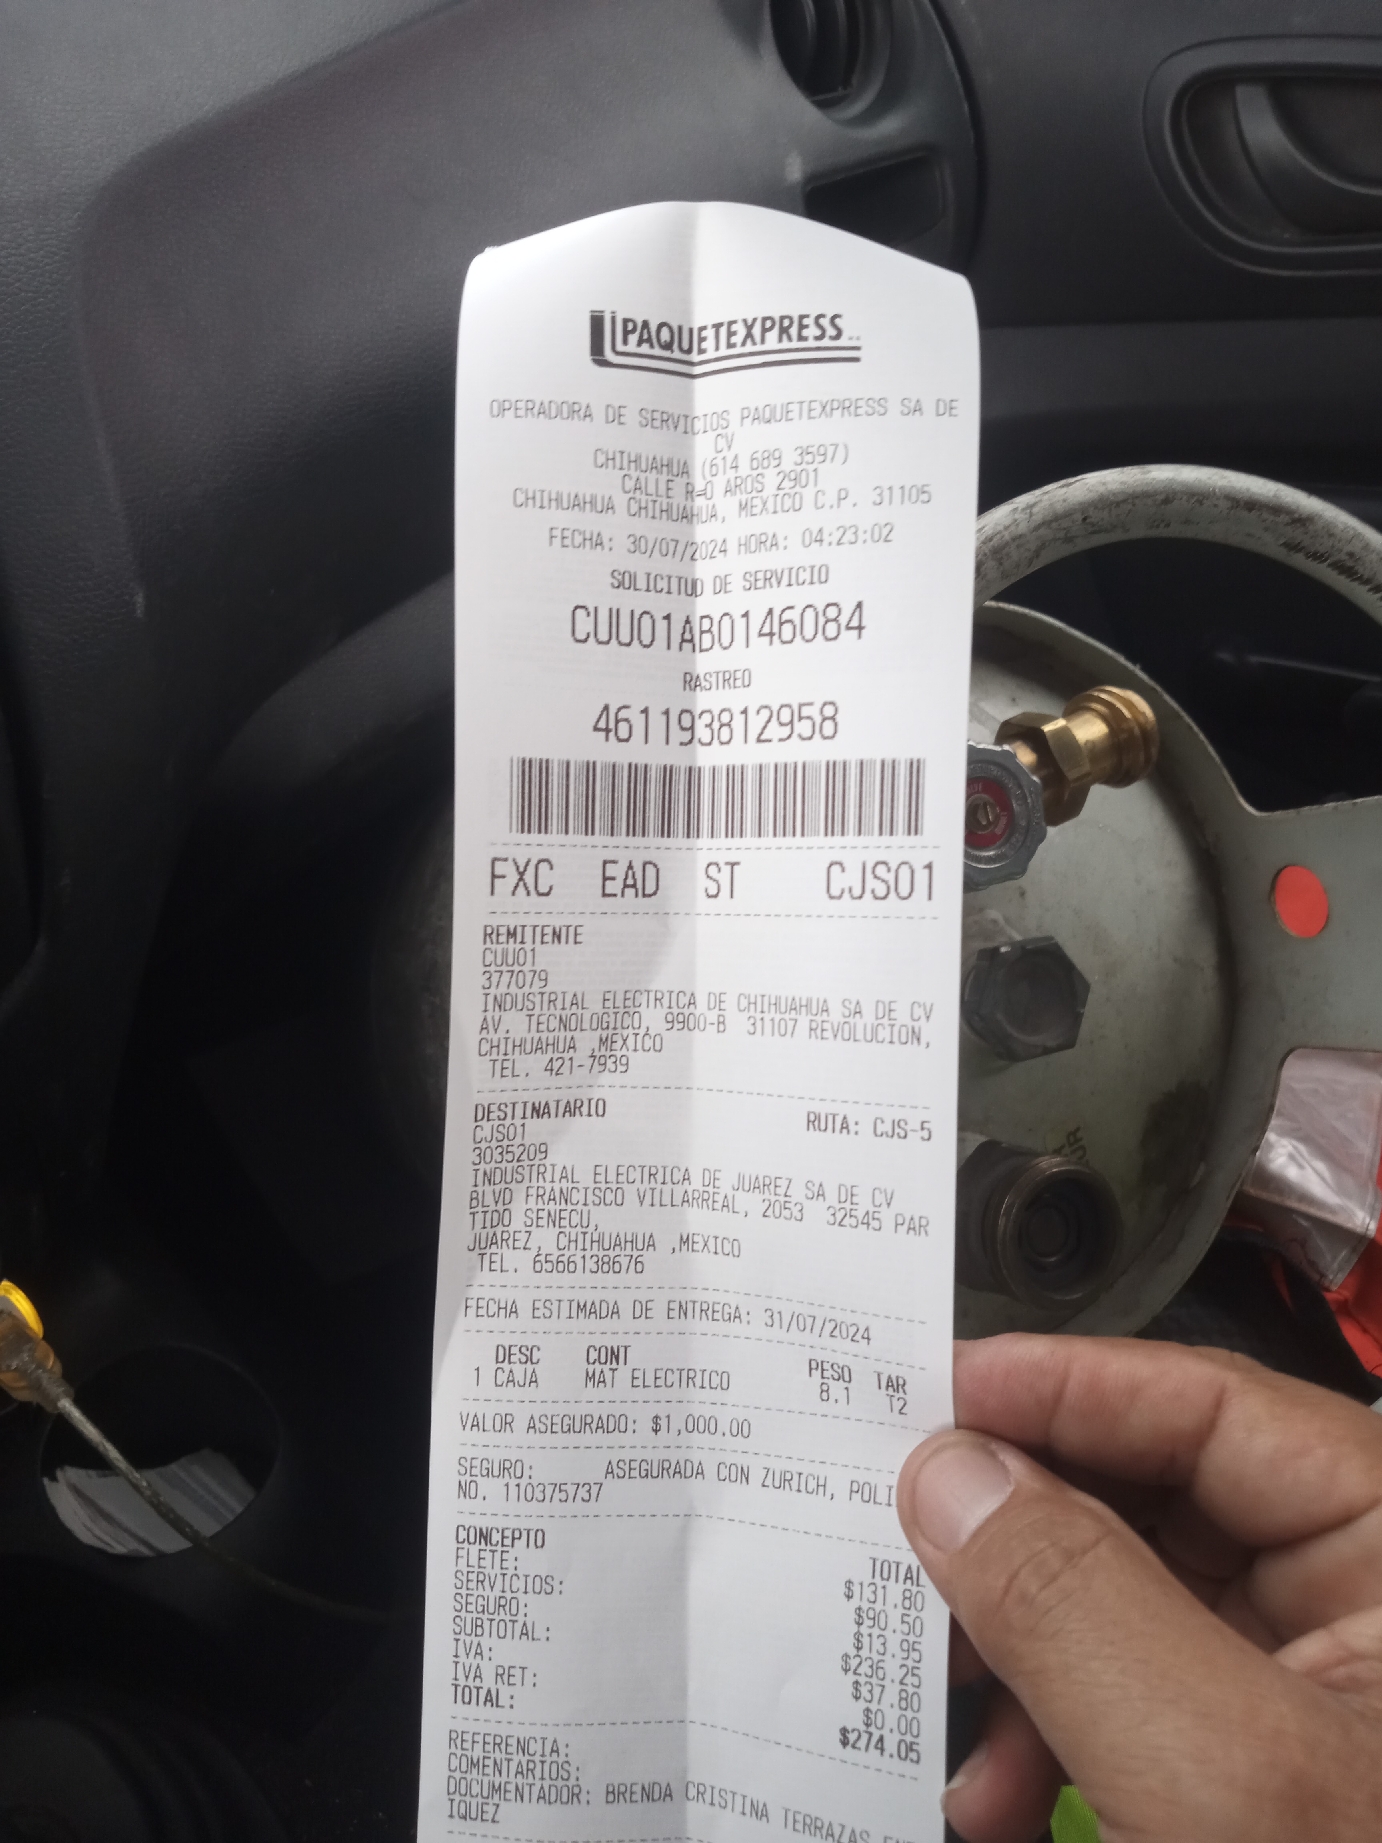 PAQUETEXPRESS
OPERADORA DE SERVICIOS PAQUETEXPRESS SA DE
CV
CHIHUAHUA (614 689 3597)
CALLE R=O AROS 2901
CHIHUAHUA CHIHUAHUA, MEXICO C.P. 31105
FECHA: 30/07/2024 HORA: 04:23:02
SOLICITUD DE SERVICIO
CUU01AB0146084
RASTREO
461193812958
FXC EAD ST CJS01
REMITENTE
CUU01
377079
INDUSTRIAL ELECTRICA DE CHIHUAHUA SA DE CV
AV. TECNOLOGICO, 9900-B 31107 REVOLUCION,
CHIHUAHUA ,MEXICO
TEL. 421-7939
DESTINATARIO RUTA: CJS-5
CJS01
3035209
INDUSTRIAL ELECTRICA DE JUAREZ SA DE CV
BLVD FRANCISCO VILLARREAL, 2053 32545 PAR
TIDO SENECU,
JUAREZ, CHIHUAHUA ,MEXICO
TEL. 6566138676
FECHA ESTIMADA DE ENTREGA: 31/07/2024
DESC CONT PESO TAR
1 CAJA MAT ELECTRICO 8.1 T2
VALOR ASEGURADO: $1,000.00
SEGURO: ASEGURADA CON ZURICH, POLI
NO. 110375737
CONCEPTO TOTAL
FLETE: $131.80
SERVICIOS: $90.50
SEGURO: $13.95
SUBTOTAL: $236.25
IVA: $37.80
IVA RET: $0.00
TOTAL: $274.05
REFERENCIA:
COMENTARIOS:
DOCUMENTADOR: BRENDA CRISTINA TERRAZAS
IQUEZ